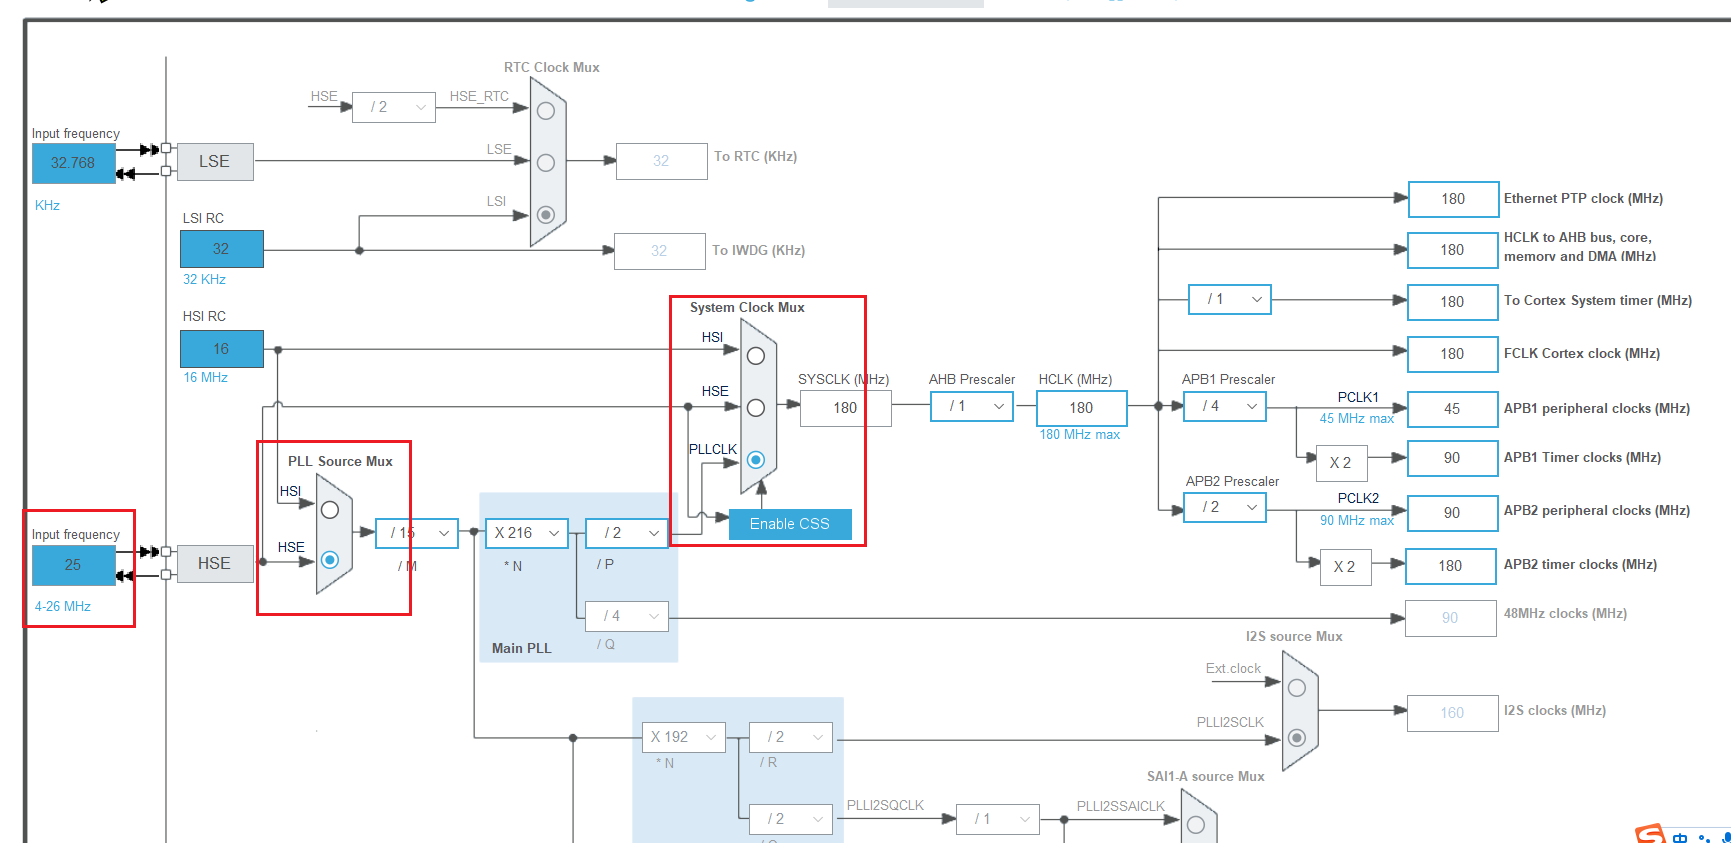 RTC Clock Mux
HSE
/ 2
HSE_RTC
Input frequency
32.768
LSE
LSE
32
To RTC (KHz)
KHz
LSI
LSI RC
32
32 KHz
32
To IWDG (KHz)
180
Ethernet PTP clock (MHz)
180
HCLK to AHB bus, core,
memory and DMA (MHz)
/ 1
180
To Cortex System timer (MHz)
HSI RC
16
16 MHz
System Clock Mux
HSI
HSE
PLLCLK
Enable CSS
SYSCLK (MHz)
180
AHB Prescaler
/ 1
HCLK (MHz)
180
180 MHz max
180
FCLK Cortex clock (MHz)
APB1 Prescaler
/ 4
PCLK1
45 MHz max
45
APB1 peripheral clocks (MHz)
X 2
90
APB1 Timer clocks (MHz)
APB2 Prescaler
/ 2
PCLK2
90 MHz max
90
APB2 peripheral clocks (MHz)
X 2
180
APB2 timer clocks (MHz)
PLL Source Mux
HSI
HSE
Input frequency
25
4-26 MHz
HSE
/ 15
/ M
X 216
* N
/ 2
/ P
/ 4
/ Q
Main PLL
90
48MHz clocks (MHz)
I2S source Mux
Ext.clock
PLLI2SCLK
160
I2S clocks (MHz)
X 192
* N
/ 2
/ R
/ 2
PLLI2SQCLK
/ 1
SAI1-A source Mux
PLLI2SSAICLK
中